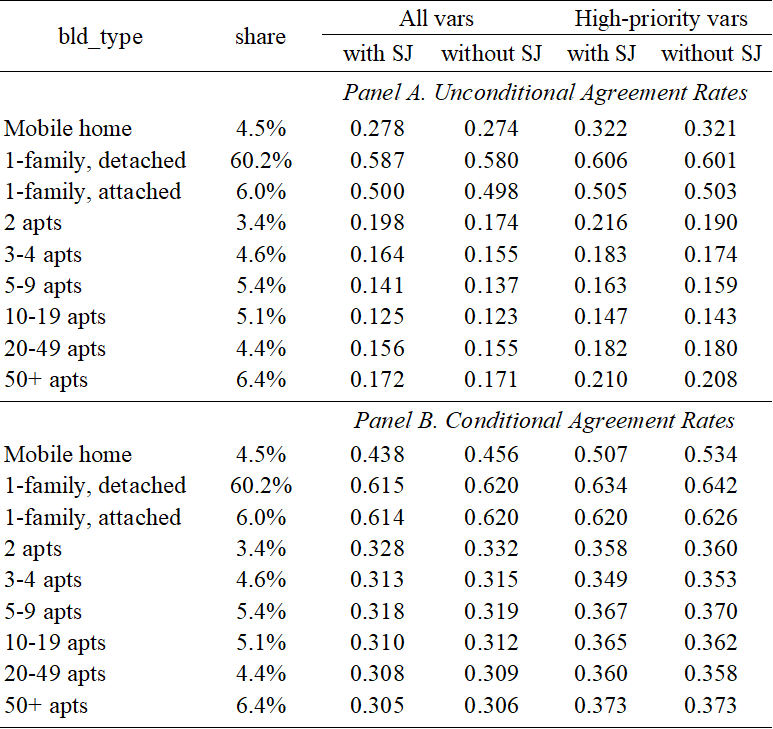 bld_type share All vars High-priority vars
with SJ without SJ with SJ without SJ
Panel A. Unconditional Agreement Rates
Mobile home 4.5% 0.278 0.274 0.322 0.321
1-family, detached 60.2% 0.587 0.580 0.606 0.601
1-family, attached 6.0% 0.500 0.498 0.505 0.503
2 apts 3.4% 0.198 0.174 0.216 0.190
3-4 apts 4.6% 0.164 0.155 0.183 0.174
5-9 apts 5.4% 0.141 0.137 0.163 0.159
10-19 apts 5.1% 0.125 0.123 0.147 0.143
20-49 apts 4.4% 0.156 0.155 0.182 0.180
50+ apts 6.4% 0.172 0.171 0.210 0.208
Panel B. Conditional Agreement Rates
Mobile home 4.5% 0.438 0.456 0.507 0.534
1-family, detached 60.2% 0.615 0.620 0.634 0.642
1-family, attached 6.0% 0.614 0.620 0.620 0.626
2 apts 3.4% 0.328 0.332 0.358 0.360
3-4 apts 4.6% 0.313 0.315 0.349 0.353
5-9 apts 5.4% 0.318 0.319 0.367 0.370
10-19 apts 5.1% 0.310 0.312 0.365 0.362
20-49 apts 4.4% 0.308 0.309 0.360 0.358
50+ apts 6.4% 0.305 0.306 0.373 0.373